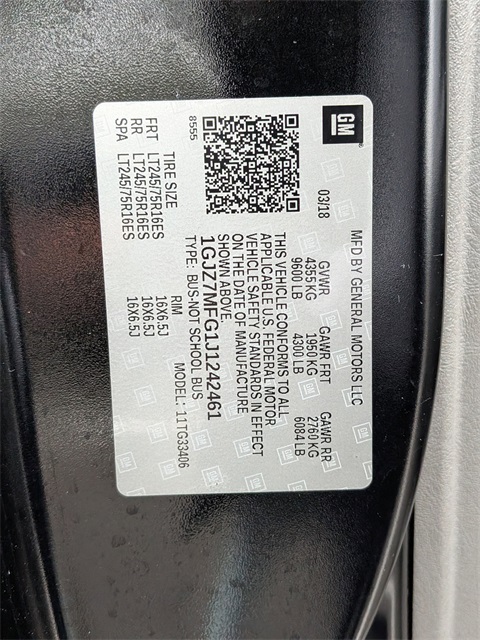 GM
MFD BY GENERAL MOTORS LLC
03/18 GVWR GAWR FRT GAWR RR
4355 KG 1950 KG 2760 KG
9600 LB 4300 LB 6084 LB
THIS VEHICLE CONFORMS TO ALL
APPLICABLE U.S. FEDERAL MOTOR
VEHICLE SAFETY STANDARDS IN EFFECT
ON THE DATE OF MANUFACTURE
SHOWN ABOVE.
1GJZ7MFG1J1242461
TYPE: BUS-NOT SCHOOL BUS
8555 MODEL: 11TG33406
TIRE SIZE RIM
FRT LT245/75R16ES 16X6.5J
RR LT245/75R16ES 16X6.5J
SPA LT245/75R16ES 16X6.5J